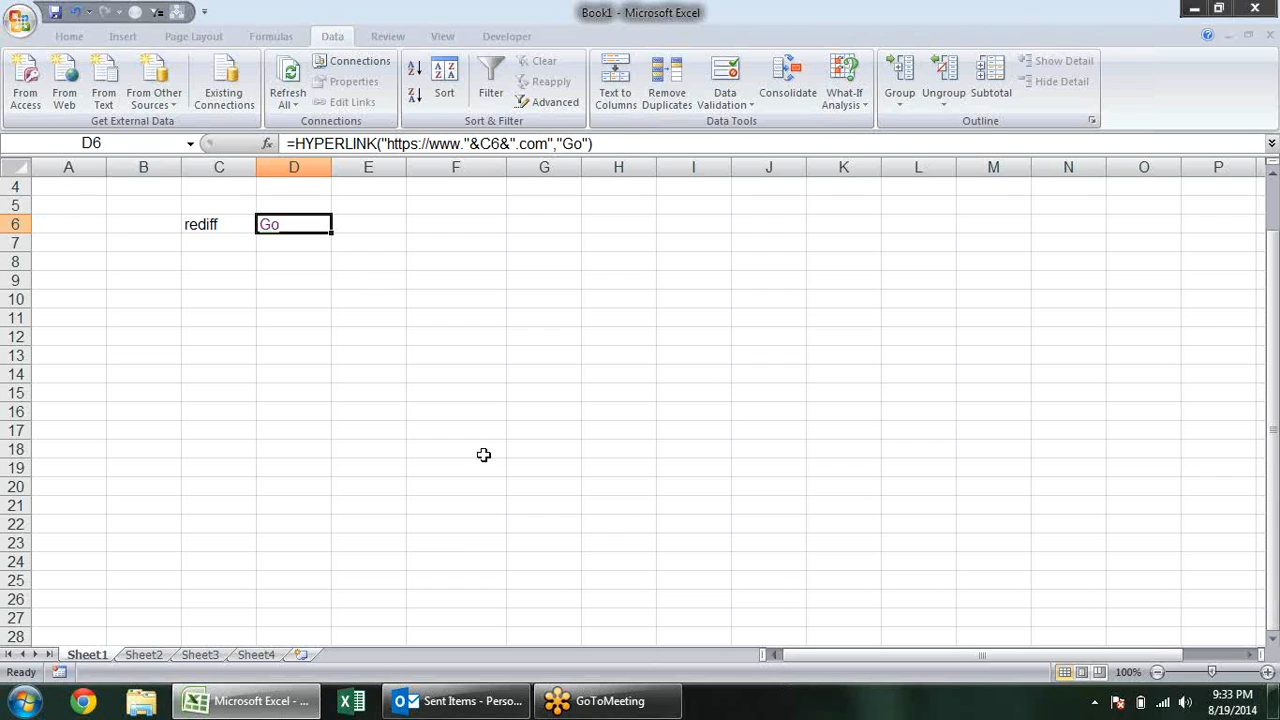 Book1 - Microsoft Excel
Home Insert Page Layout Formulas Data Review View Developer
From Access
From Web
From Text
From Other Sources
Existing Connections
Get External Data
Refresh All
Connections
Properties
Edit Links
Connections
Sort
Filter
Clear
Reapply
Advanced
Sort & Filter
Text to Columns
Remove Duplicates
Data Validation
Consolidate
What-If Analysis
Data Tools
Group
Ungroup
Subtotal
Show Detail
Hide Detail
Outline
D6 fx =HYPERLINK("https://www."&C6&".com","Go")
A B C D E F G H I J K L M N O P
4
5
6 rediff Go
7
8
9
10
11
12
13
14
15
16
17
18
19
20
21
22
23
24
25
26
27
28
Sheet1 Sheet2 Sheet3 Sheet4
Ready 100%
Microsoft Excel - ... Sent Items - Perso... GoToMeeting 9:33 PM
8/19/2014